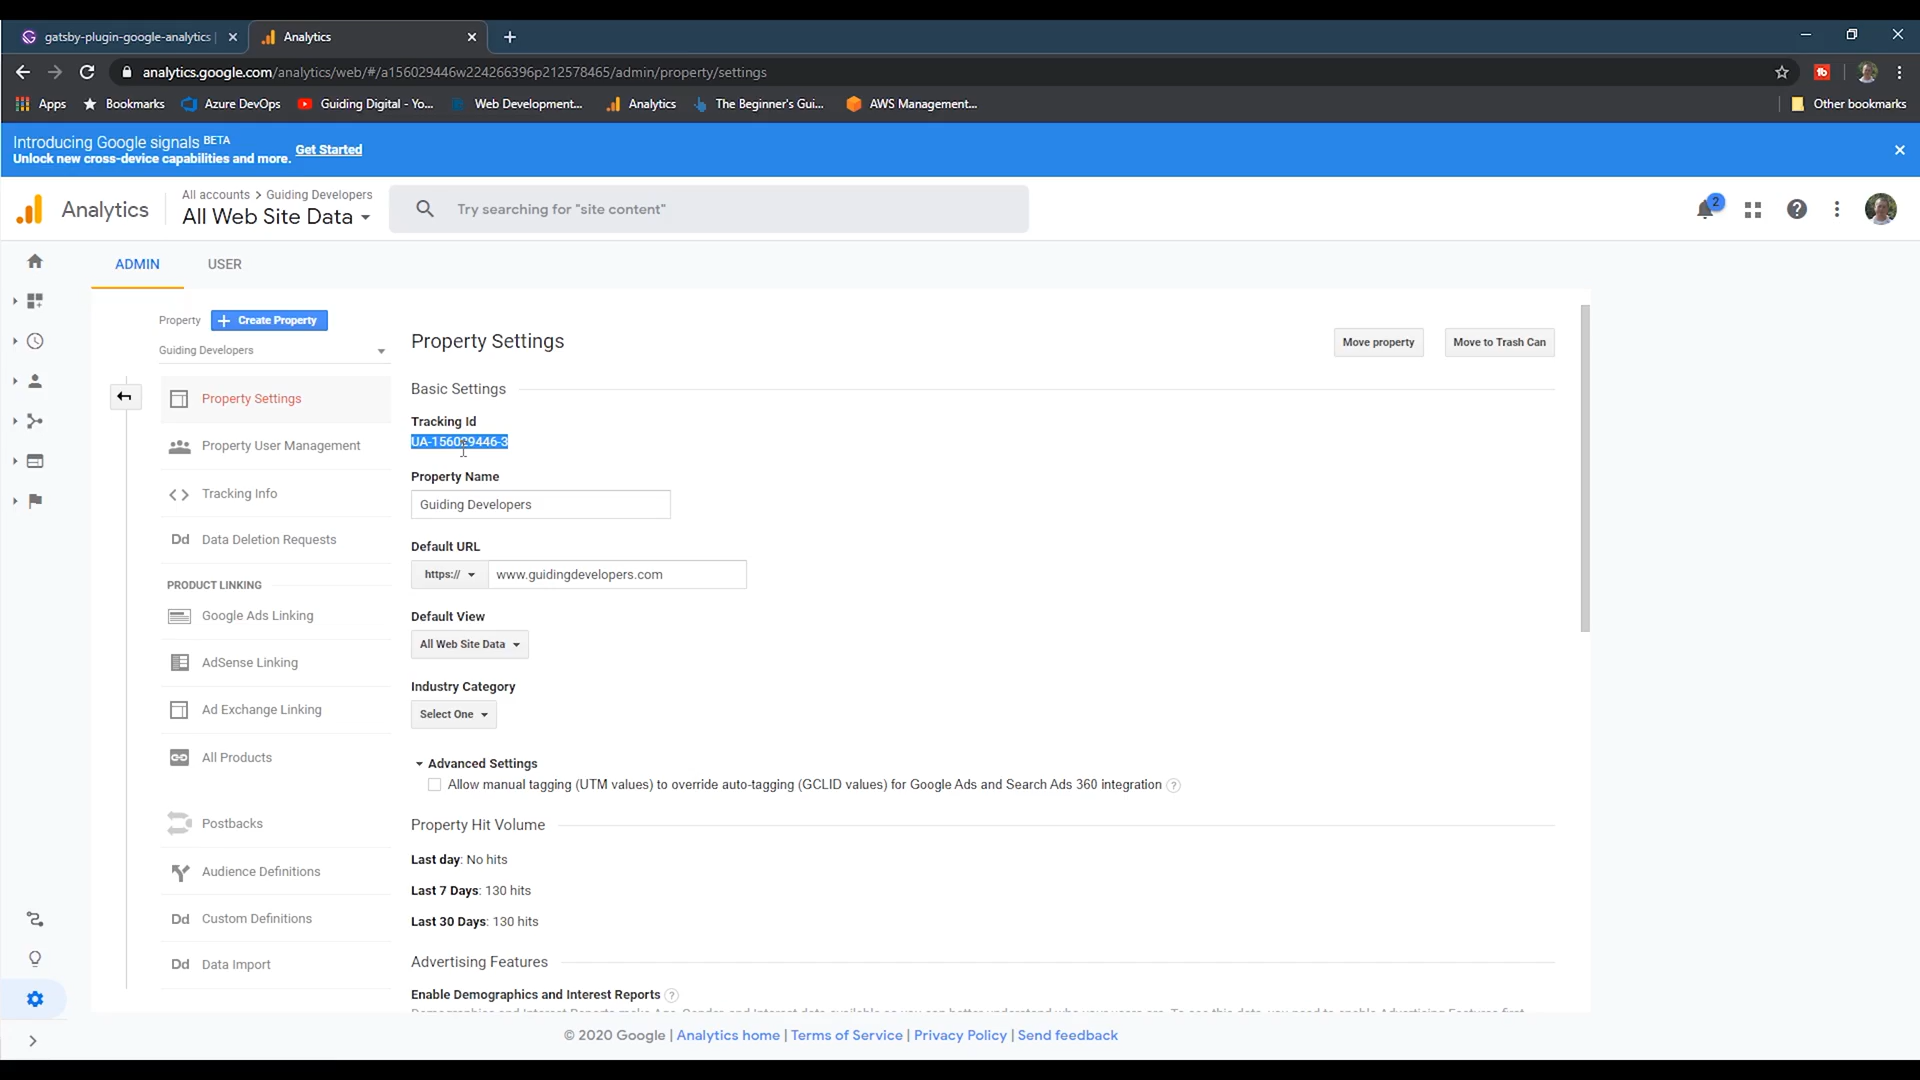 gatsby-plugin-google-analytics |
Analytics
analytics.google.com/analytics/web/#/a156029446w224266396p212578465/admin/property/settings
Apps
Bookmarks
Azure DevOps
Guiding Digital - Yo...
Web Development...
Analytics
The Beginner's Gui...
AWS Management...
Other bookmarks
Introducing Google signals BETA
Unlock new cross-device capabilities and more.
Get Started
Analytics
All accounts > Guiding Developers
All Web Site Data
Try searching for "site content"
2
ADMIN
USER
Property
Create Property
Guiding Developers
Property Settings
Property User Management
Tracking Info
Dd Data Deletion Requests
PRODUCT LINKING
Google Ads Linking
AdSense Linking
Ad Exchange Linking
All Products
Postbacks
Audience Definitions
Dd Custom Definitions
Dd Data Import
Property Settings
Move property
Move to Trash Can
Basic Settings
Tracking Id
UA-156029446-3
Property Name
Guiding Developers
Default URL
https://
www.guidingdevelopers.com
Default View
All Web Site Data
Industry Category
Select One
Advanced Settings
Allow manual tagging (UTM values) to override auto-tagging (GCLID values) for Google Ads and Search Ads 360 integration ?
Property Hit Volume
Last day: No hits
Last 7 Days: 130 hits
Last 30 Days: 130 hits
Advertising Features
Enable Demographics and Interest Reports ?
© 2020 Google | Analytics home | Terms of Service | Privacy Policy | Send feedback